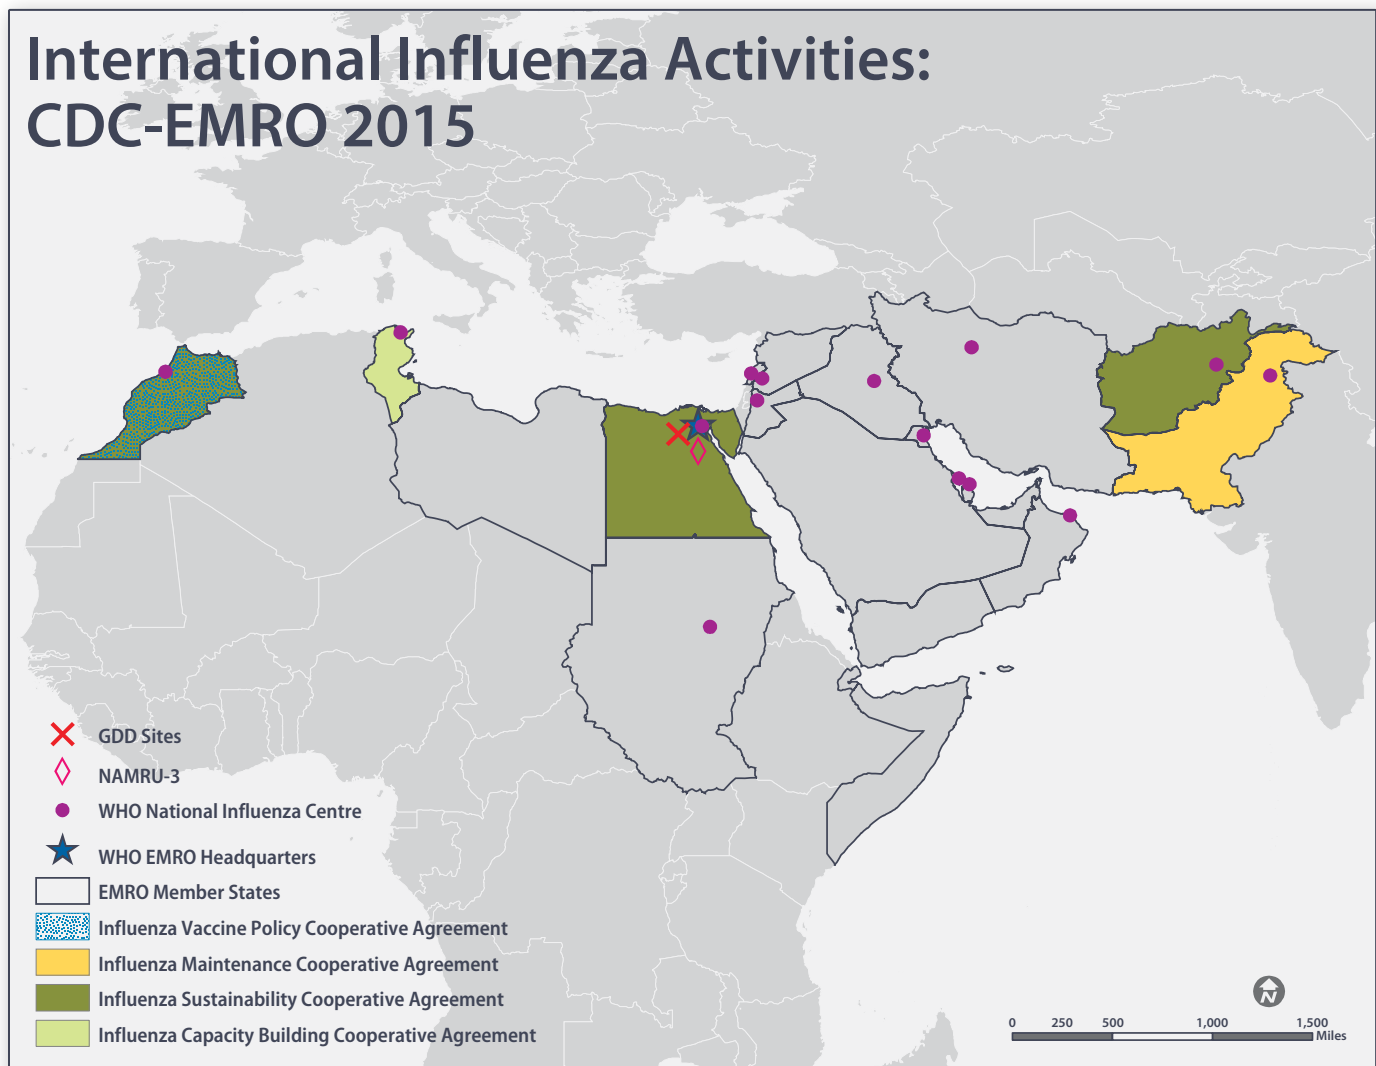 International Influenza Activities:
CDC-EMRO 2015
GDD Sites
NAMRU-3
WHO National Influenza Centre
WHO EMRO Headquarters
EMRO Member States
Influenza Vaccine Policy Cooperative Agreement
Influenza Maintenance Cooperative Agreement
Influenza Sustainability Cooperative Agreement
Influenza Capacity Building Cooperative Agreement
N
0 250 500 1,000 1,500
Miles